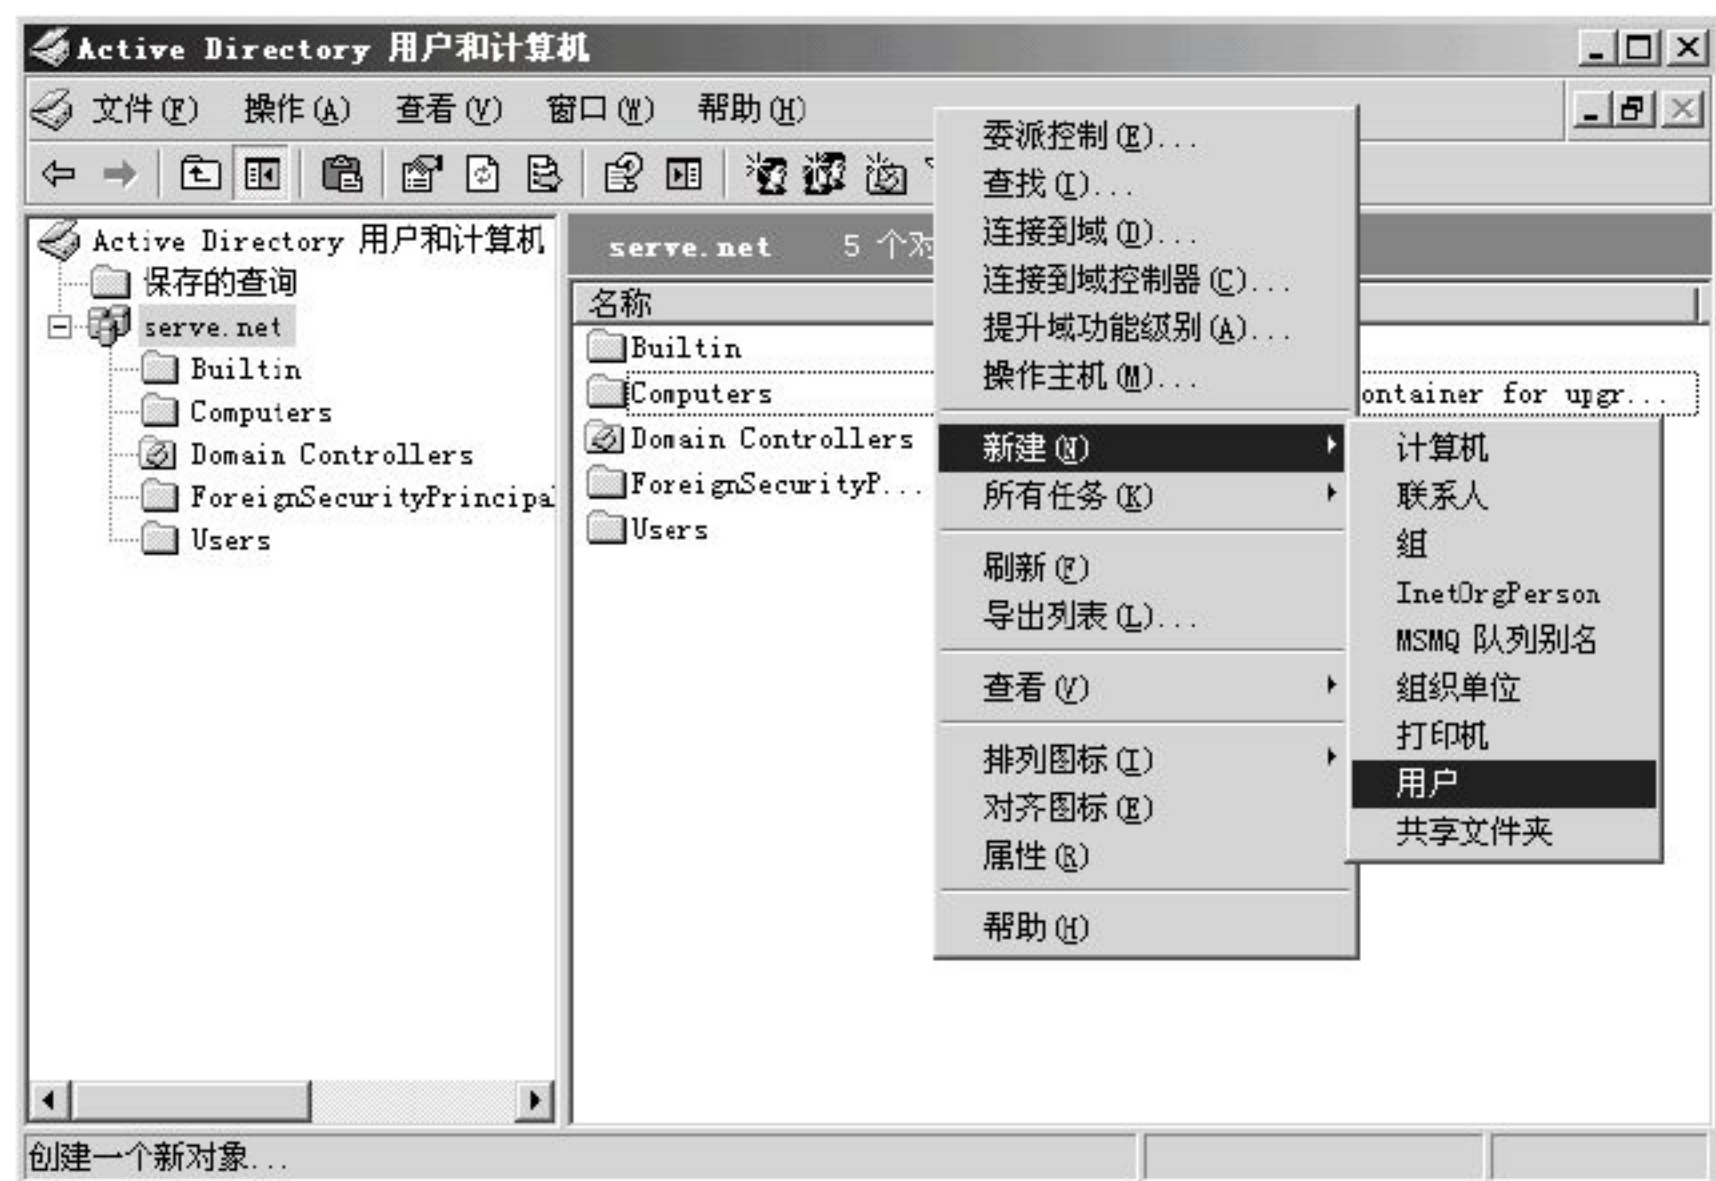 Active Directory 用户和计算机
文件(F) 操作(A) 查看(V) 窗口(W) 帮助(H)
Active Directory 用户和计算机
保存的查询
serve.net
Builtin
Computers
Domain Controllers
ForeignSecurityPrincipal
Users
serve.net 5 个对
名称
Builtin
Computers
ontainer for upgr...
Domain Controllers
ForeignSecurityP...
Users
委派控制(E)...
查找(I)...
连接到域(D)...
连接到域控制器(C)...
提升域功能级别(A)...
操作主机(M)...
新建(N)
所有任务(K)
刷新(F)
导出列表(L)...
查看(V)
排列图标(I)
对齐图标(E)
属性(R)
帮助(H)
计算机
联系人
组
InetOrgPerson
MSMQ 队列别名
组织单位
打印机
用户
共享文件夹
创建一个新对象...